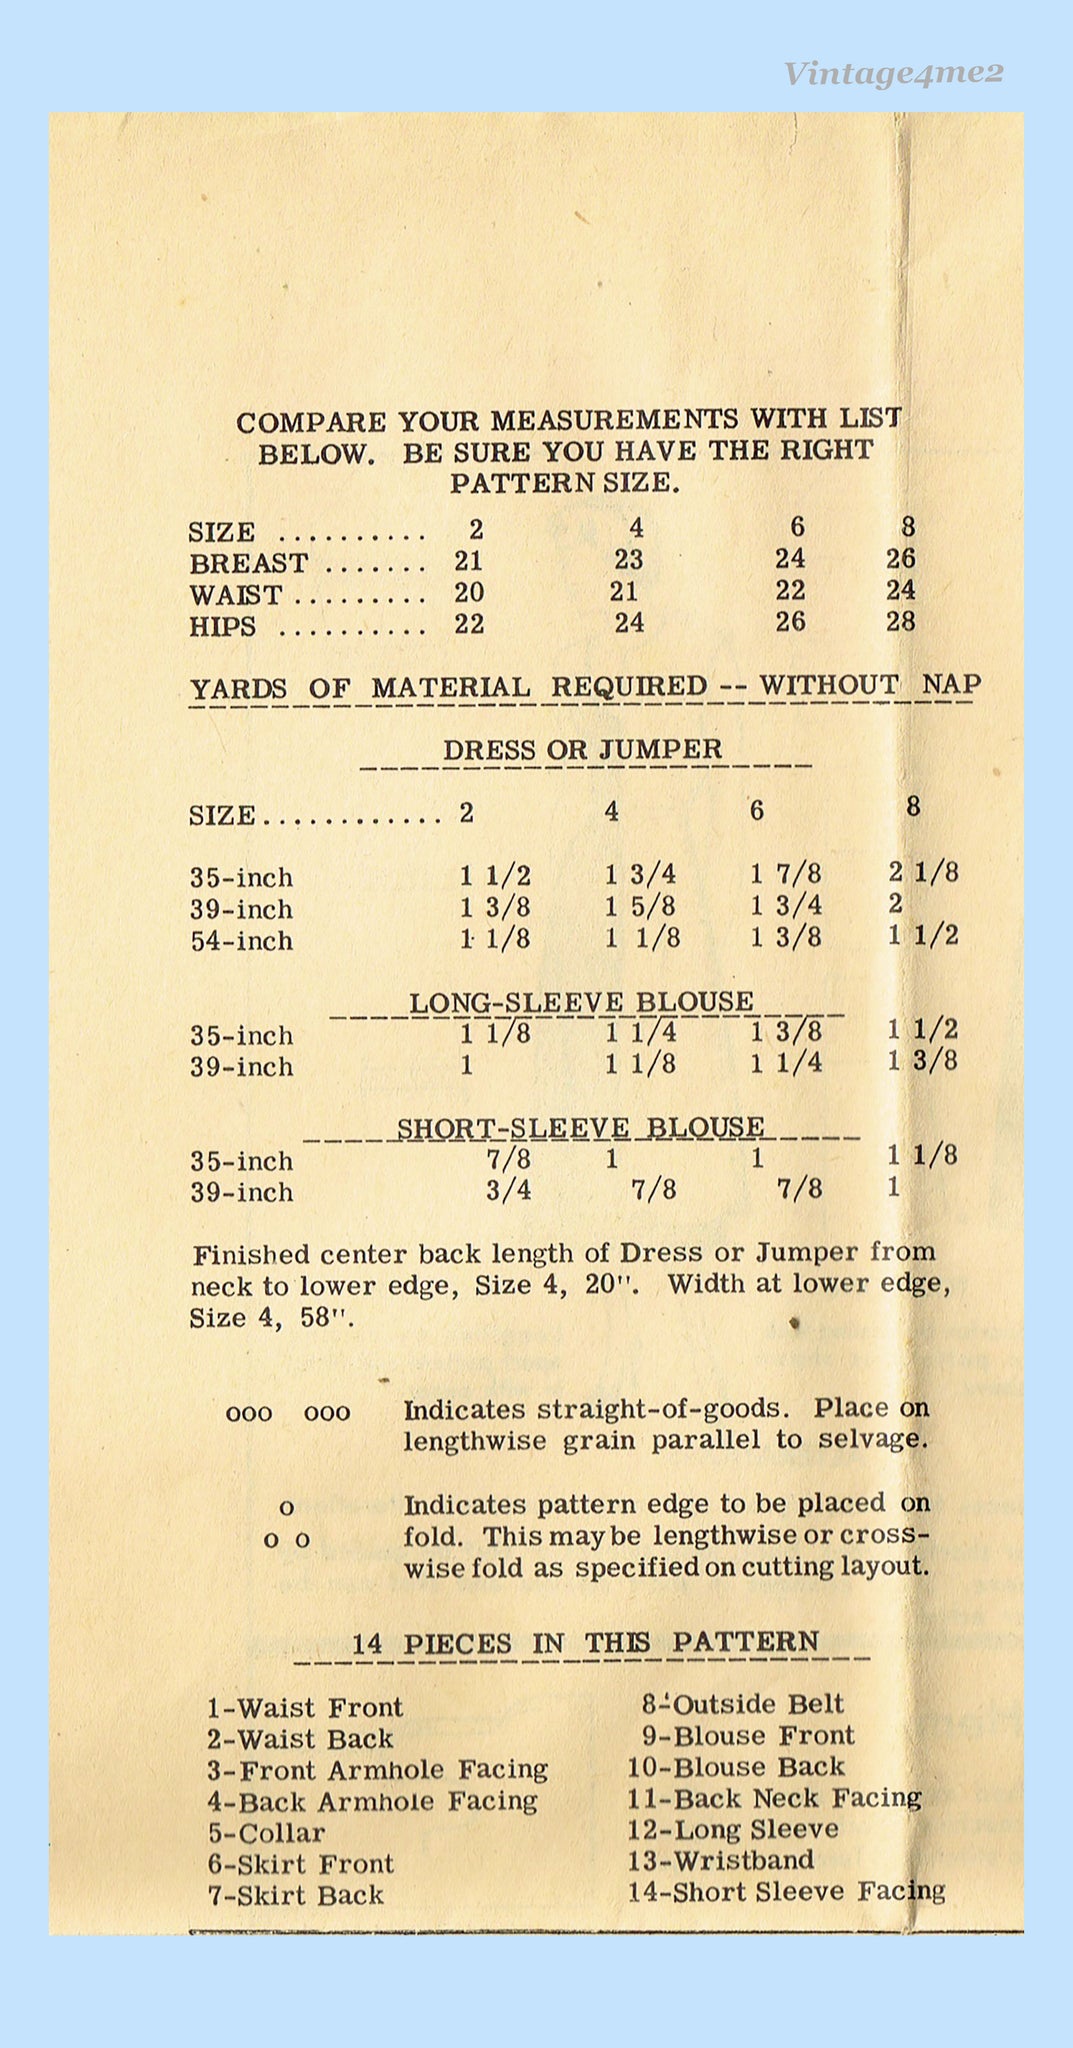 Vintage4me2
COMPARE YOUR MEASUREMENTS WITH LIST
BELOW. BE SURE YOU HAVE THE RIGHT
PATTERN SIZE.
SIZE .......... 2 4 6 8
BREAST ....... 21 23 24 26
WAIST ......... 20 21 22 24
HIPS .......... 22 24 26 28
YARDS OF MATERIAL REQUIRED -- WITHOUT NAP
DRESS OR JUMPER
SIZE............ 2 4 6 8
35-inch 1 1/2 1 3/4 1 7/8 2 1/8
39-inch 1 3/8 1 5/8 1 3/4 2
54-inch 1 1/8 1 1/8 1 3/8 1 1/2
LONG-SLEEVE BLOUSE
35-inch 1 1/8 1 1/4 1 3/8 1 1/2
39-inch 1 1 1/8 1 1/4 1 3/8
SHORT-SLEEVE BLOUSE
35-inch 7/8 1 1 1 1/8
39-inch 3/4 7/8 7/8 1
Finished center back length of Dress or Jumper from
neck to lower edge, Size 4, 20". Width at lower edge,
Size 4, 58".
ooo ooo Indicates straight-of-goods. Place on
lengthwise grain parallel to selvage.
o Indicates pattern edge to be placed on
o o fold. This may be lengthwise or cross-
wise fold as specified on cutting layout.
14 PIECES IN THIS PATTERN
1-Waist Front
2-Waist Back
3-Front Armhole Facing
4-Back Armhole Facing
5-Collar
6-Skirt Front
7-Skirt Back
8-Outside Belt
9-Blouse Front
10-Blouse Back
11-Back Neck Facing
12-Long Sleeve
13-Wristband
14-Short Sleeve Facing